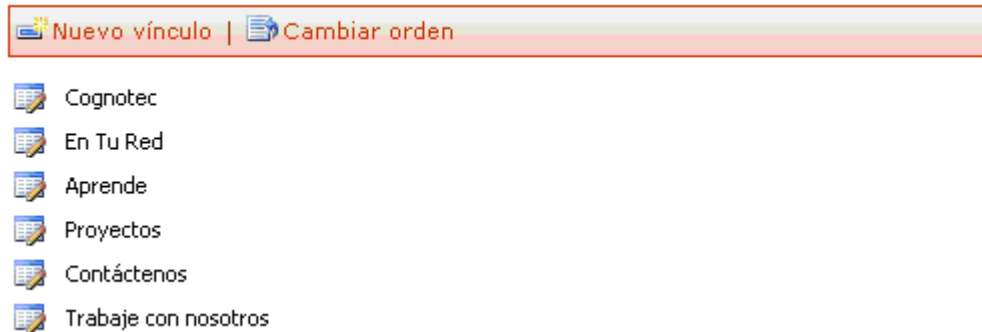 Nuevo vínculo | Cambiar orden
Cognotec
En Tu Red
Aprende
Proyectos
Contáctenos
Trabaje con nosotros